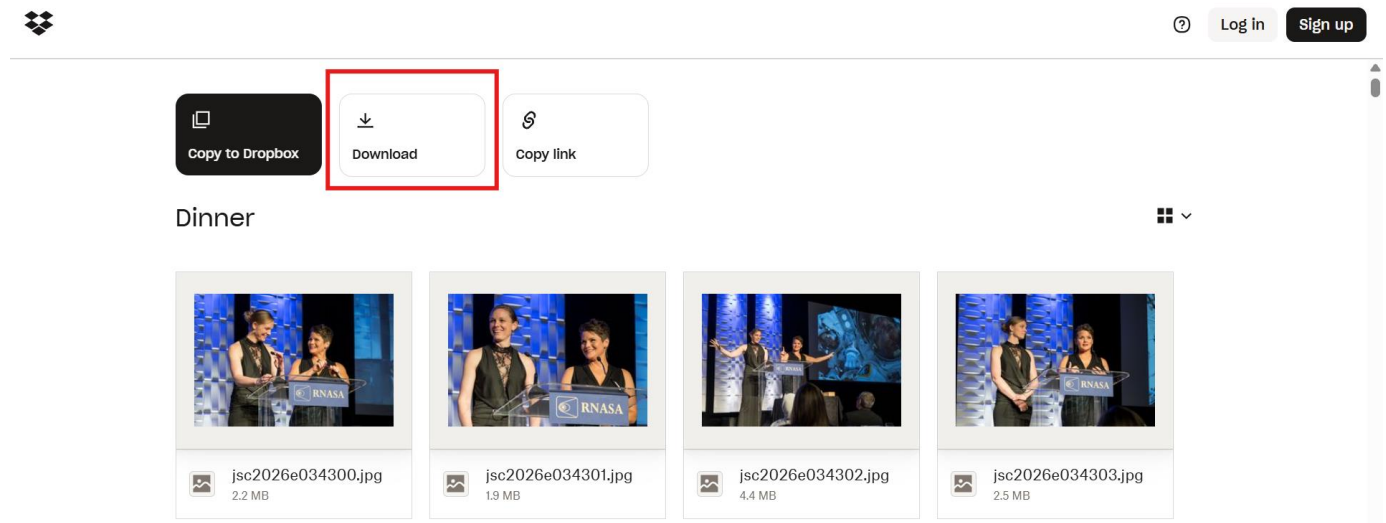 Log in
Sign up
Copy to Dropbox
Download
Copy link
Dinner
RNASA
RNASA
RNASA
RNASA
jsc2026e034300.jpg
2.2 MB
jsc2026e034301.jpg
1.9 MB
jsc2026e034302.jpg
4.4 MB
jsc2026e034303.jpg
2.5 MB